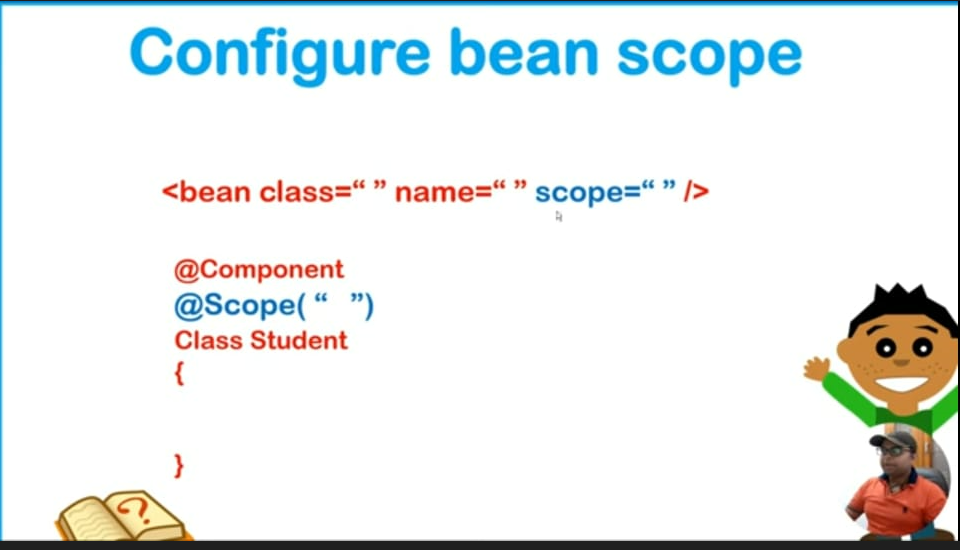 Configure bean scope
<bean class=“ ” name=“ ” scope=“ ” />
@Component
@Scope( “   ”)
Class Student
{
}
?